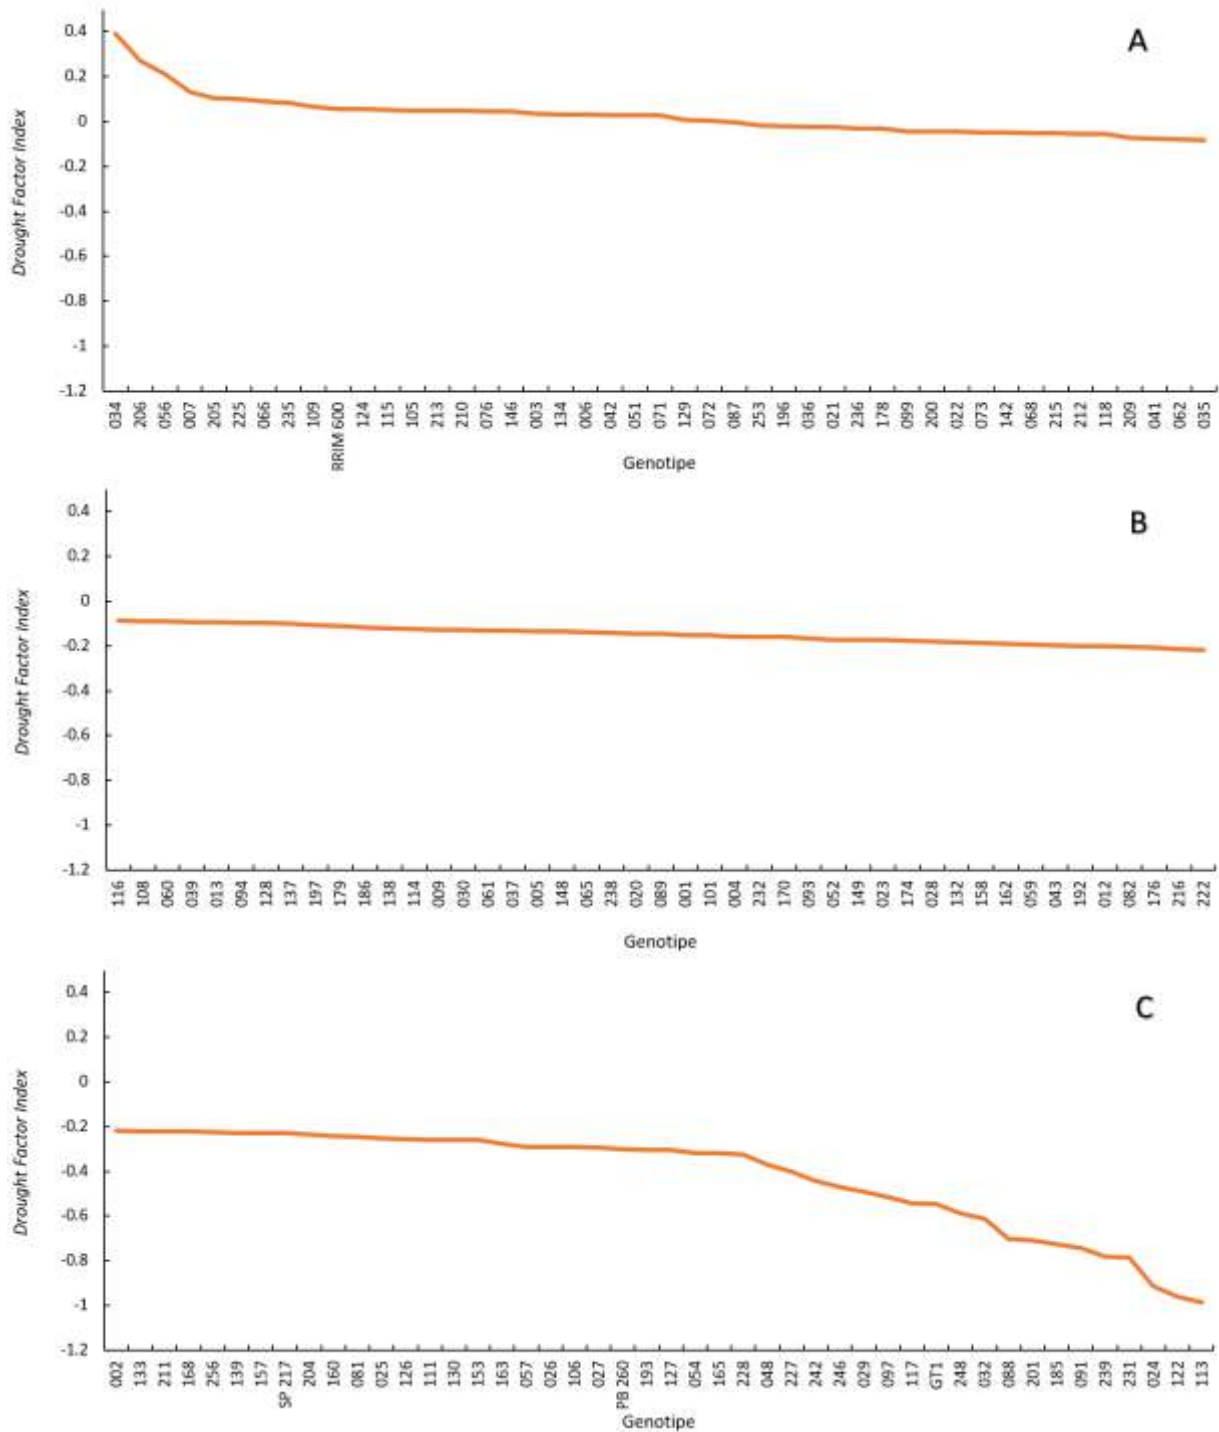 A
Drought Factor Index
0.4
0.2
0
-0.2
-0.4
-0.6
-0.8
-1
-1.2
034 206 056 007 205 225 066 235 109 RRIM 600 124 115 105 213 210 076 146 003 134 006 042 051 071 129 072 087 253 196 036 021 236 178 099 200 022 073 142 068 215 212 118 209 041 062 035
Genotipe
B
Drought Factor Index
0.4
0.2
0
-0.2
-0.4
-0.6
-0.8
-1
-1.2
116 108 060 039 013 094 128 137 197 179 186 138 114 009 030 061 037 005 148 065 238 020 089 001 101 004 232 170 093 052 149 023 174 028 132 158 162 059 043 192 012 082 176 216 222
Genotipe
C
Drought Factor Index
0.4
0.2
0
-0.2
-0.4
-0.6
-0.8
-1
-1.2
002 133 211 168 256 139 157 SP 217 204 160 081 025 126 111 130 153 163 057 026 106 027 PB 260 193 127 054 165 228 048 227 242 246 029 097 117 GT1 248 032 088 201 185 091 239 231 024 122 113
Genotipe